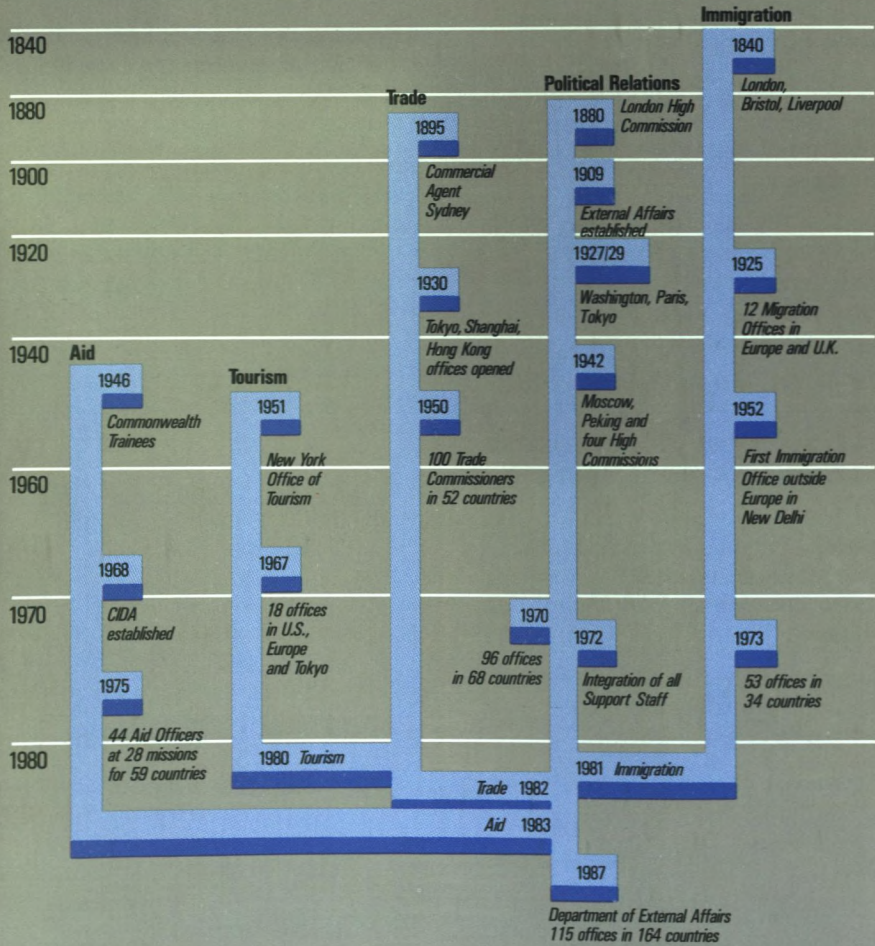 Immigration
1840
1840
London,
Bristol, Liverpool
Political Relations
Trade
1880
1880
London High
Commission
1895
Commercial
Agent
Sydney
1900
1909
External Affairs
established
1920
1927/29
Washington, Paris,
Tokyo
1925
12 Migration
Offices in
Europe and U.K.
1930
Tokyo, Shanghai,
Hong Kong
offices opened
1940
Aid
1946
Commonwealth
Trainees
Tourism
1951
New York
Office of
Tourism
1950
100 Trade
Commissioners
in 52 countries
1942
Moscow,
Peking and
four High
Commissions
1952
First Immigration
Office outside
Europe in
New Delhi
1960
1968
CIDA
established
1967
18 offices
in U.S.,
Europe
and Tokyo
1970
1970
96 offices
in 68 countries
1972
Integration of all
Support Staff
1973
53 offices in
34 countries
1975
44 Aid Officers
at 28 missions
for 59 countries
1980
1980 Tourism
1981 Immigration
Trade 1982
Aid 1983
1987
Department of External Affairs
115 offices in 164 countries